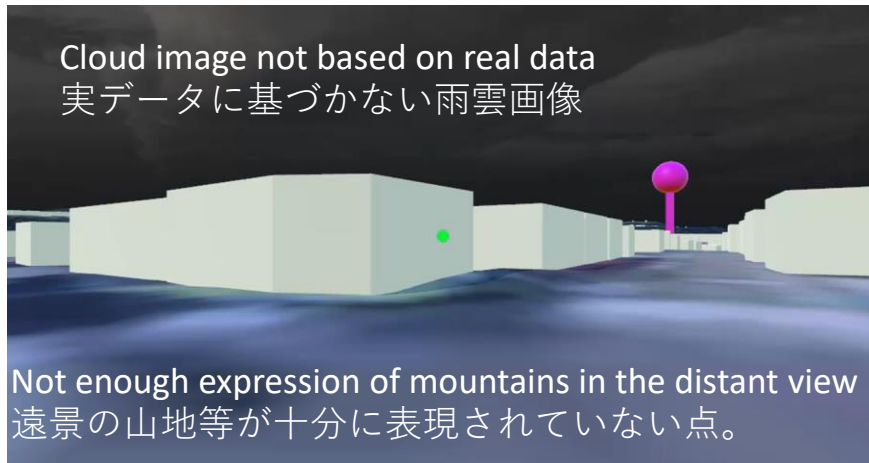 Cloud image not based on real data
実データに基づかない雨雲画像
Not enough expression of mountains in the distant view
遠景の山地等が十分に表現されていない点。